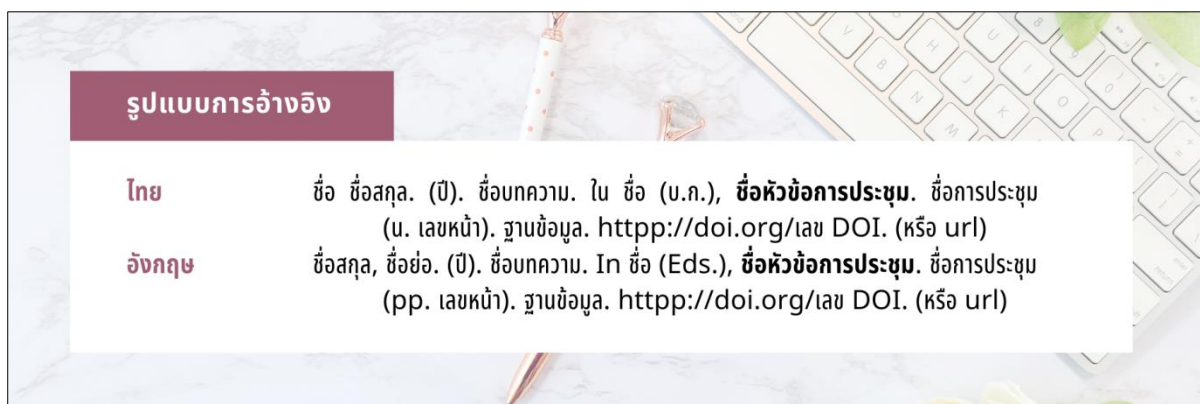 รูปแบบการอ้างอิง
ไทย ชื่อ ชื่อสกุล. (ปี). ชื่อบทความ. ใน ชื่อ (บ.ก.), ชื่อหัวข้อการประชุม. ชื่อการประชุม
(น. เลขหน้า). ฐานข้อมูล. httpp://doi.org/เลข DOI. (หรือ url)
อังกฤษ ชื่อสกุล, ชื่อย่อ. (ปี). ชื่อบทความ. In ชื่อ (Eds.), ชื่อหัวข้อการประชุม. ชื่อการประชุม
(pp. เลขหน้า). ฐานข้อมูล. httpp://doi.org/เลข DOI. (หรือ url)